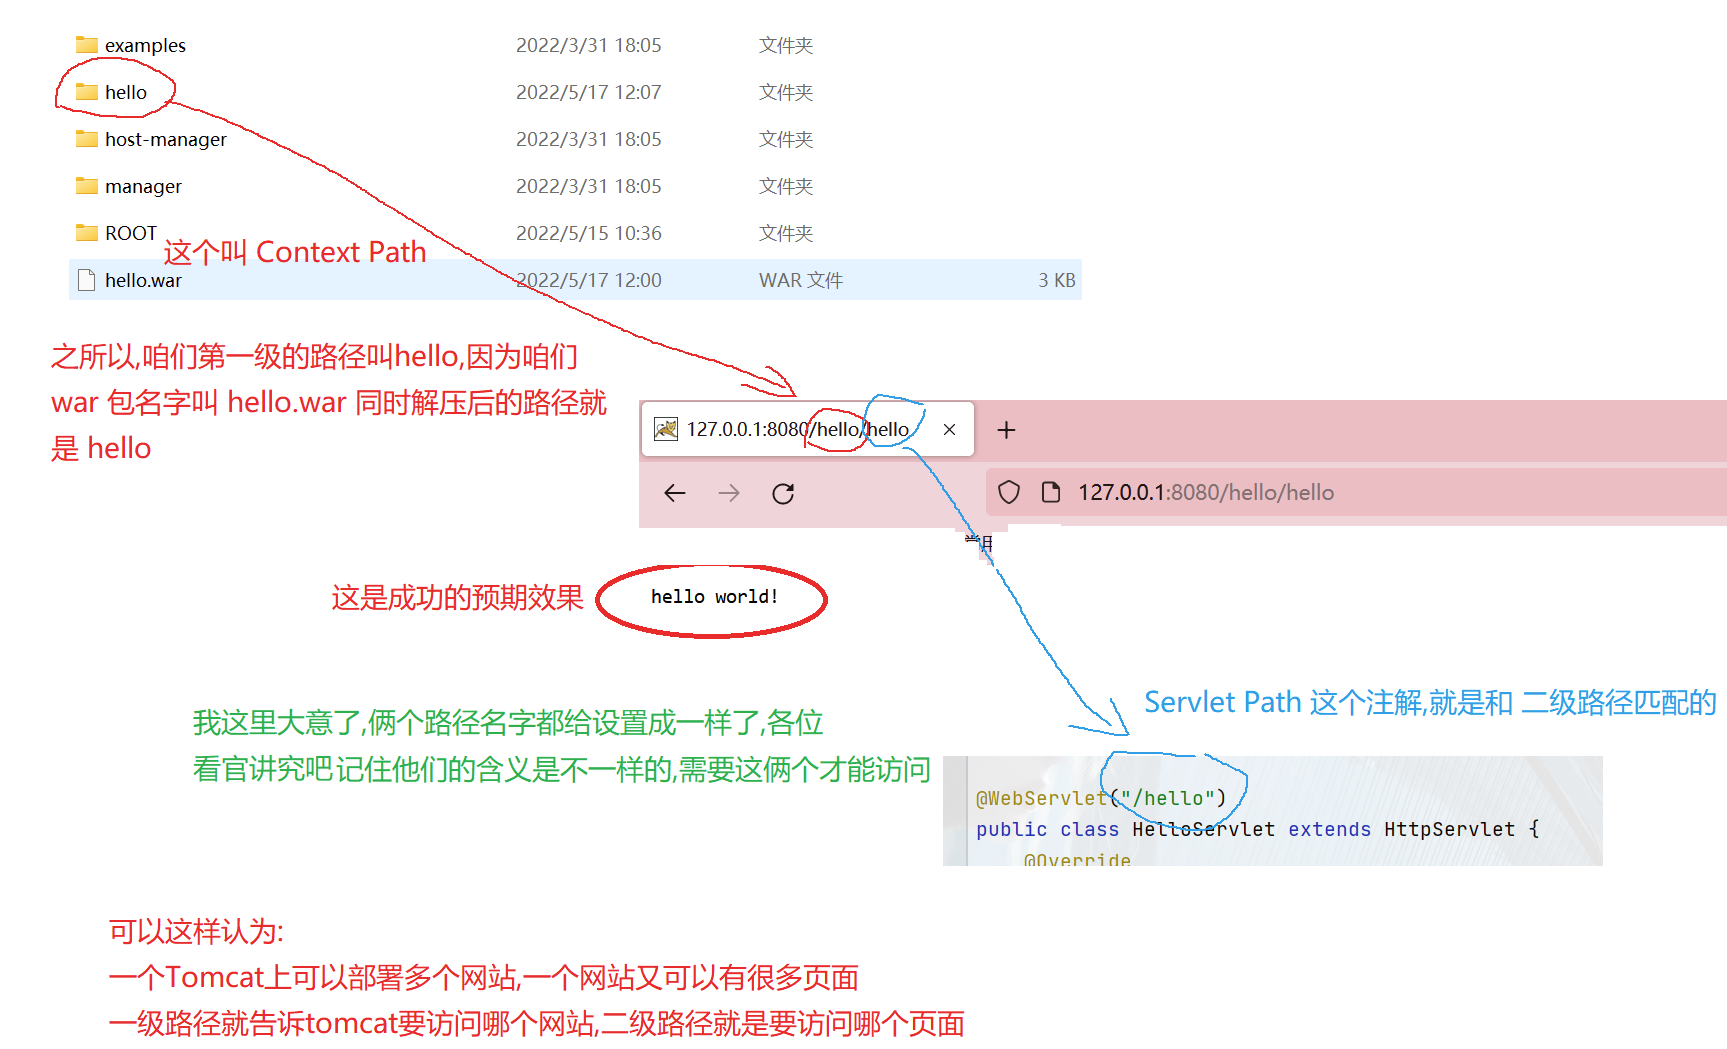 examples 2022/3/31 18:05 文件夹
hello 2022/5/17 12:07 文件夹
host-manager 2022/3/31 18:05 文件夹
manager 2022/3/31 18:05 文件夹
ROOT 2022/5/15 10:36 文件夹
这个叫 Context Path
hello.war 2022/5/17 12:00 WAR 文件 3 KB
之所以,咱们第一级的路径叫hello,因为咱们
war 包名字叫 hello.war 同时解压后的路径就
是 hello
127.0.0.1:8080/hello/hello
127.0.0.1:8080/hello/hello
这是成功的预期效果
hello world!
Servlet Path 这个注解,就是和 二级路径匹配的
我这里大意了,俩个路径名字都给设置成一样了,各位
看官讲究吧记住他们的含义是不一样的,需要这俩个才能访问
@WebServlet("/hello")
public class HelloServlet extends HttpServlet {
@Override
可以这样认为:
一个Tomcat上可以部署多个网站,一个网站又可以有很多页面
一级路径就告诉tomcat要访问哪个网站,二级路径就是要访问哪个页面